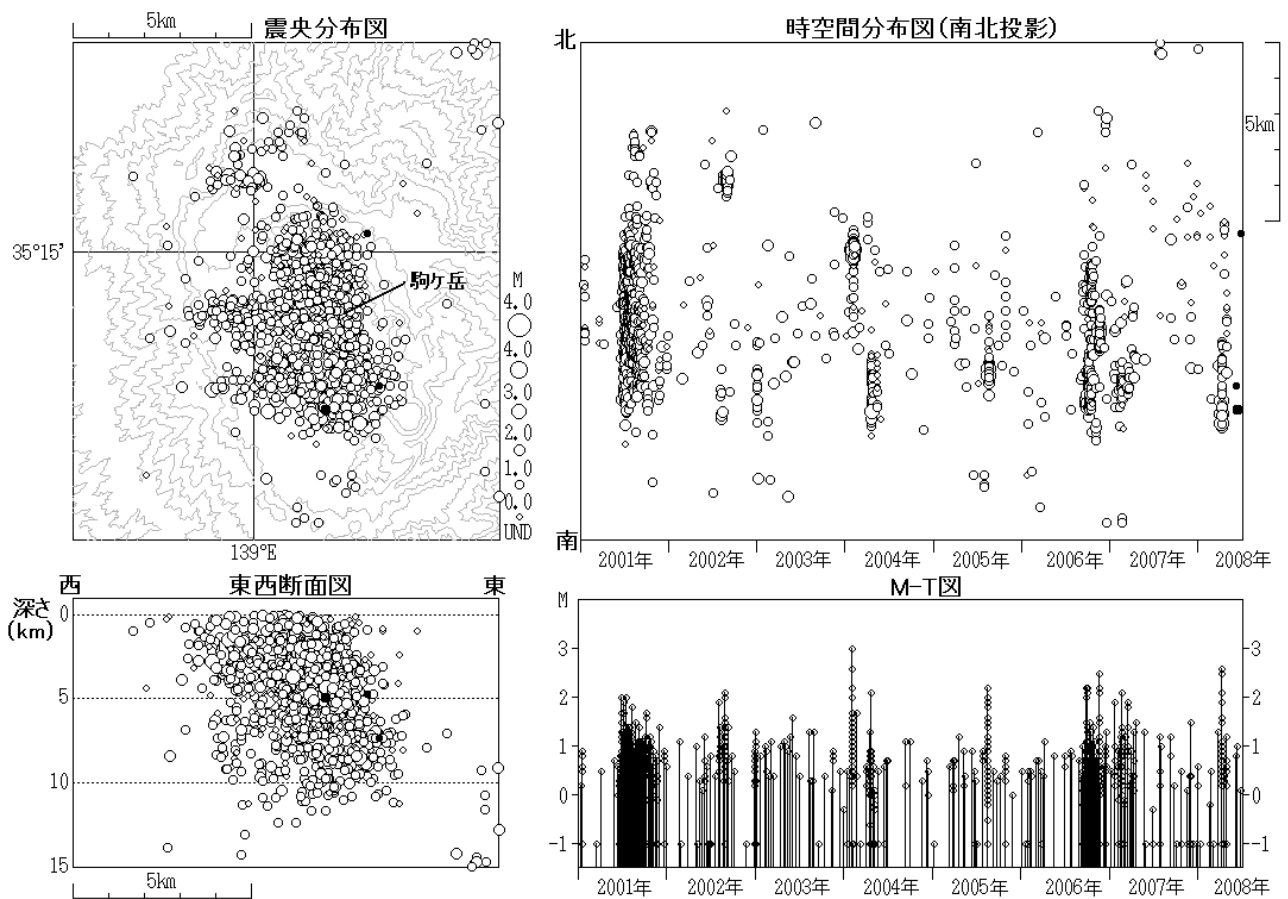 5km
震央分布図
35°15'
駒ケ岳
139°E
M
4.0
4.0
3.0
2.0
1.0
0.0
UND
時空間分布図(南北投影)
北
5km
南
2001年 2002年 2003年 2004年 2005年 2006年 2007年 2008年
西 東西断面図 東
深さ
(km)
0
5
10
15
5km
M-T図
M
3 3
2 2
1 1
0 0
-1 -1
2001年 2002年 2003年 2004年 2005年 2006年 2007年 2008年